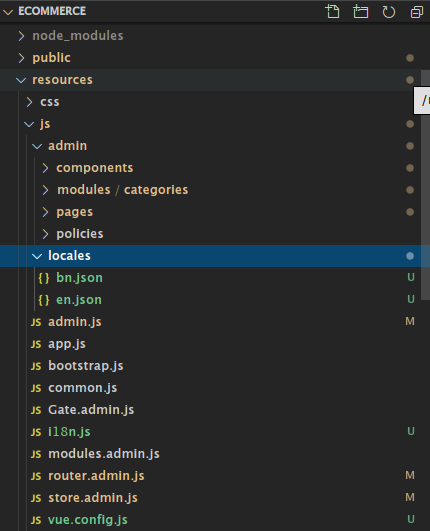 ECOMMERCE
node_modules
public
resources
css
js
admin
components
modules / categories
pages
policies
locales
{} bn.json U
{} en.json U
JS admin.js M
JS app.js
JS bootstrap.js
JS common.js
JS Gate.admin.js
JS i18n.js U
JS modules.admin.js
JS router.admin.js M
JS store.admin.js M
JS vue.config.js U